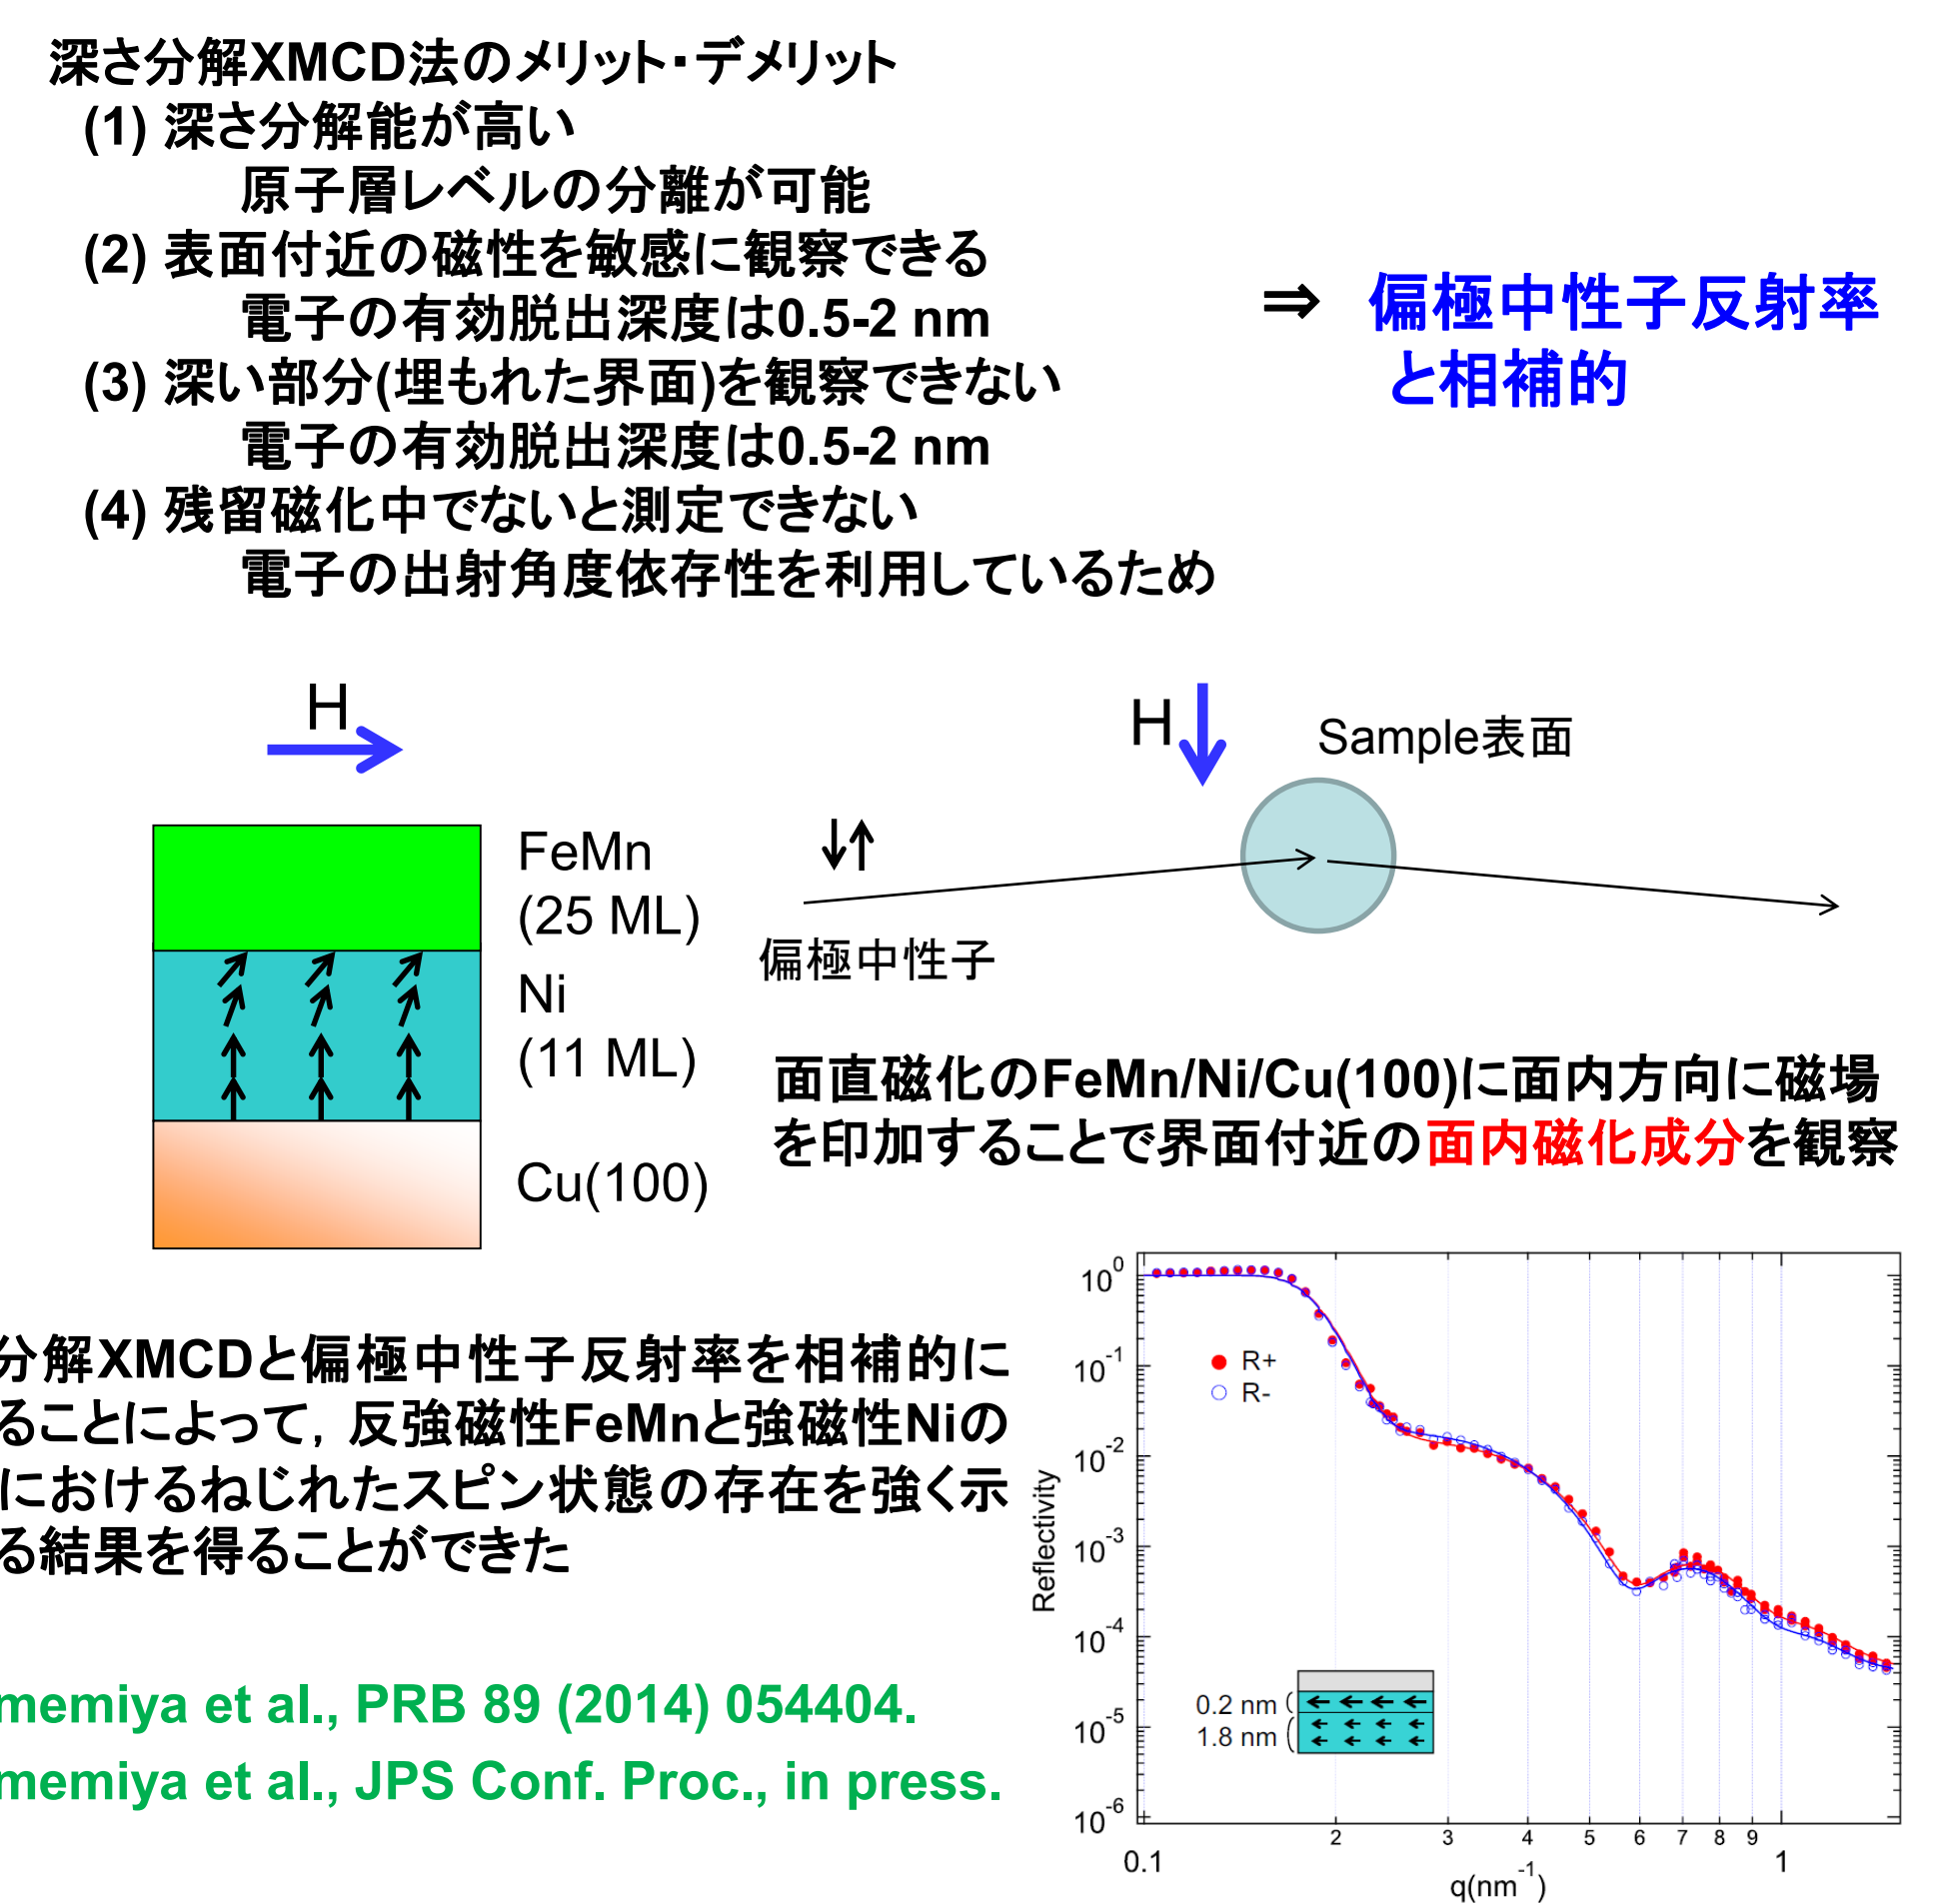 深さ分解XMCD法のメリット・デメリット
(1) 深さ分解能が高い
原子層レベルの分離が可能
(2) 表面付近の磁性を敏感に観察できる
電子の有効脱出深度は0.5-2 nm
(3) 深い部分(埋もれた界面)を観察できない
電子の有効脱出深度は0.5-2 nm
(4) 残留磁化中でないと測定できない
電子の出射角度依存性を利用しているため
⇒ 偏極中性子反射率
と相補的
H
FeMn
(25 ML)
Ni
(11 ML)
Cu(100)
H
Sample表面
偏極中性子
面直磁化のFeMn/Ni/Cu(100)に面内方向に磁場
を印加することで界面付近の面内磁化成分を観察
分解XMCDと偏極中性子反射率を相補的に
ることによって，反強磁性FeMnと強磁性Niの
におけるねじれたスピン状態の存在を強く示
る結果を得ることができた
memiya et al., PRB 89 (2014) 054404.
memiya et al., JPS Conf. Proc., in press.
Reflectivity
10^0
10^-1
10^-2
10^-3
10^-4
10^-5
10^-6
R+
R-
0.2 nm
1.8 nm
0.1 2 3 4 5 6 7 8 9 1
q(nm^-1)